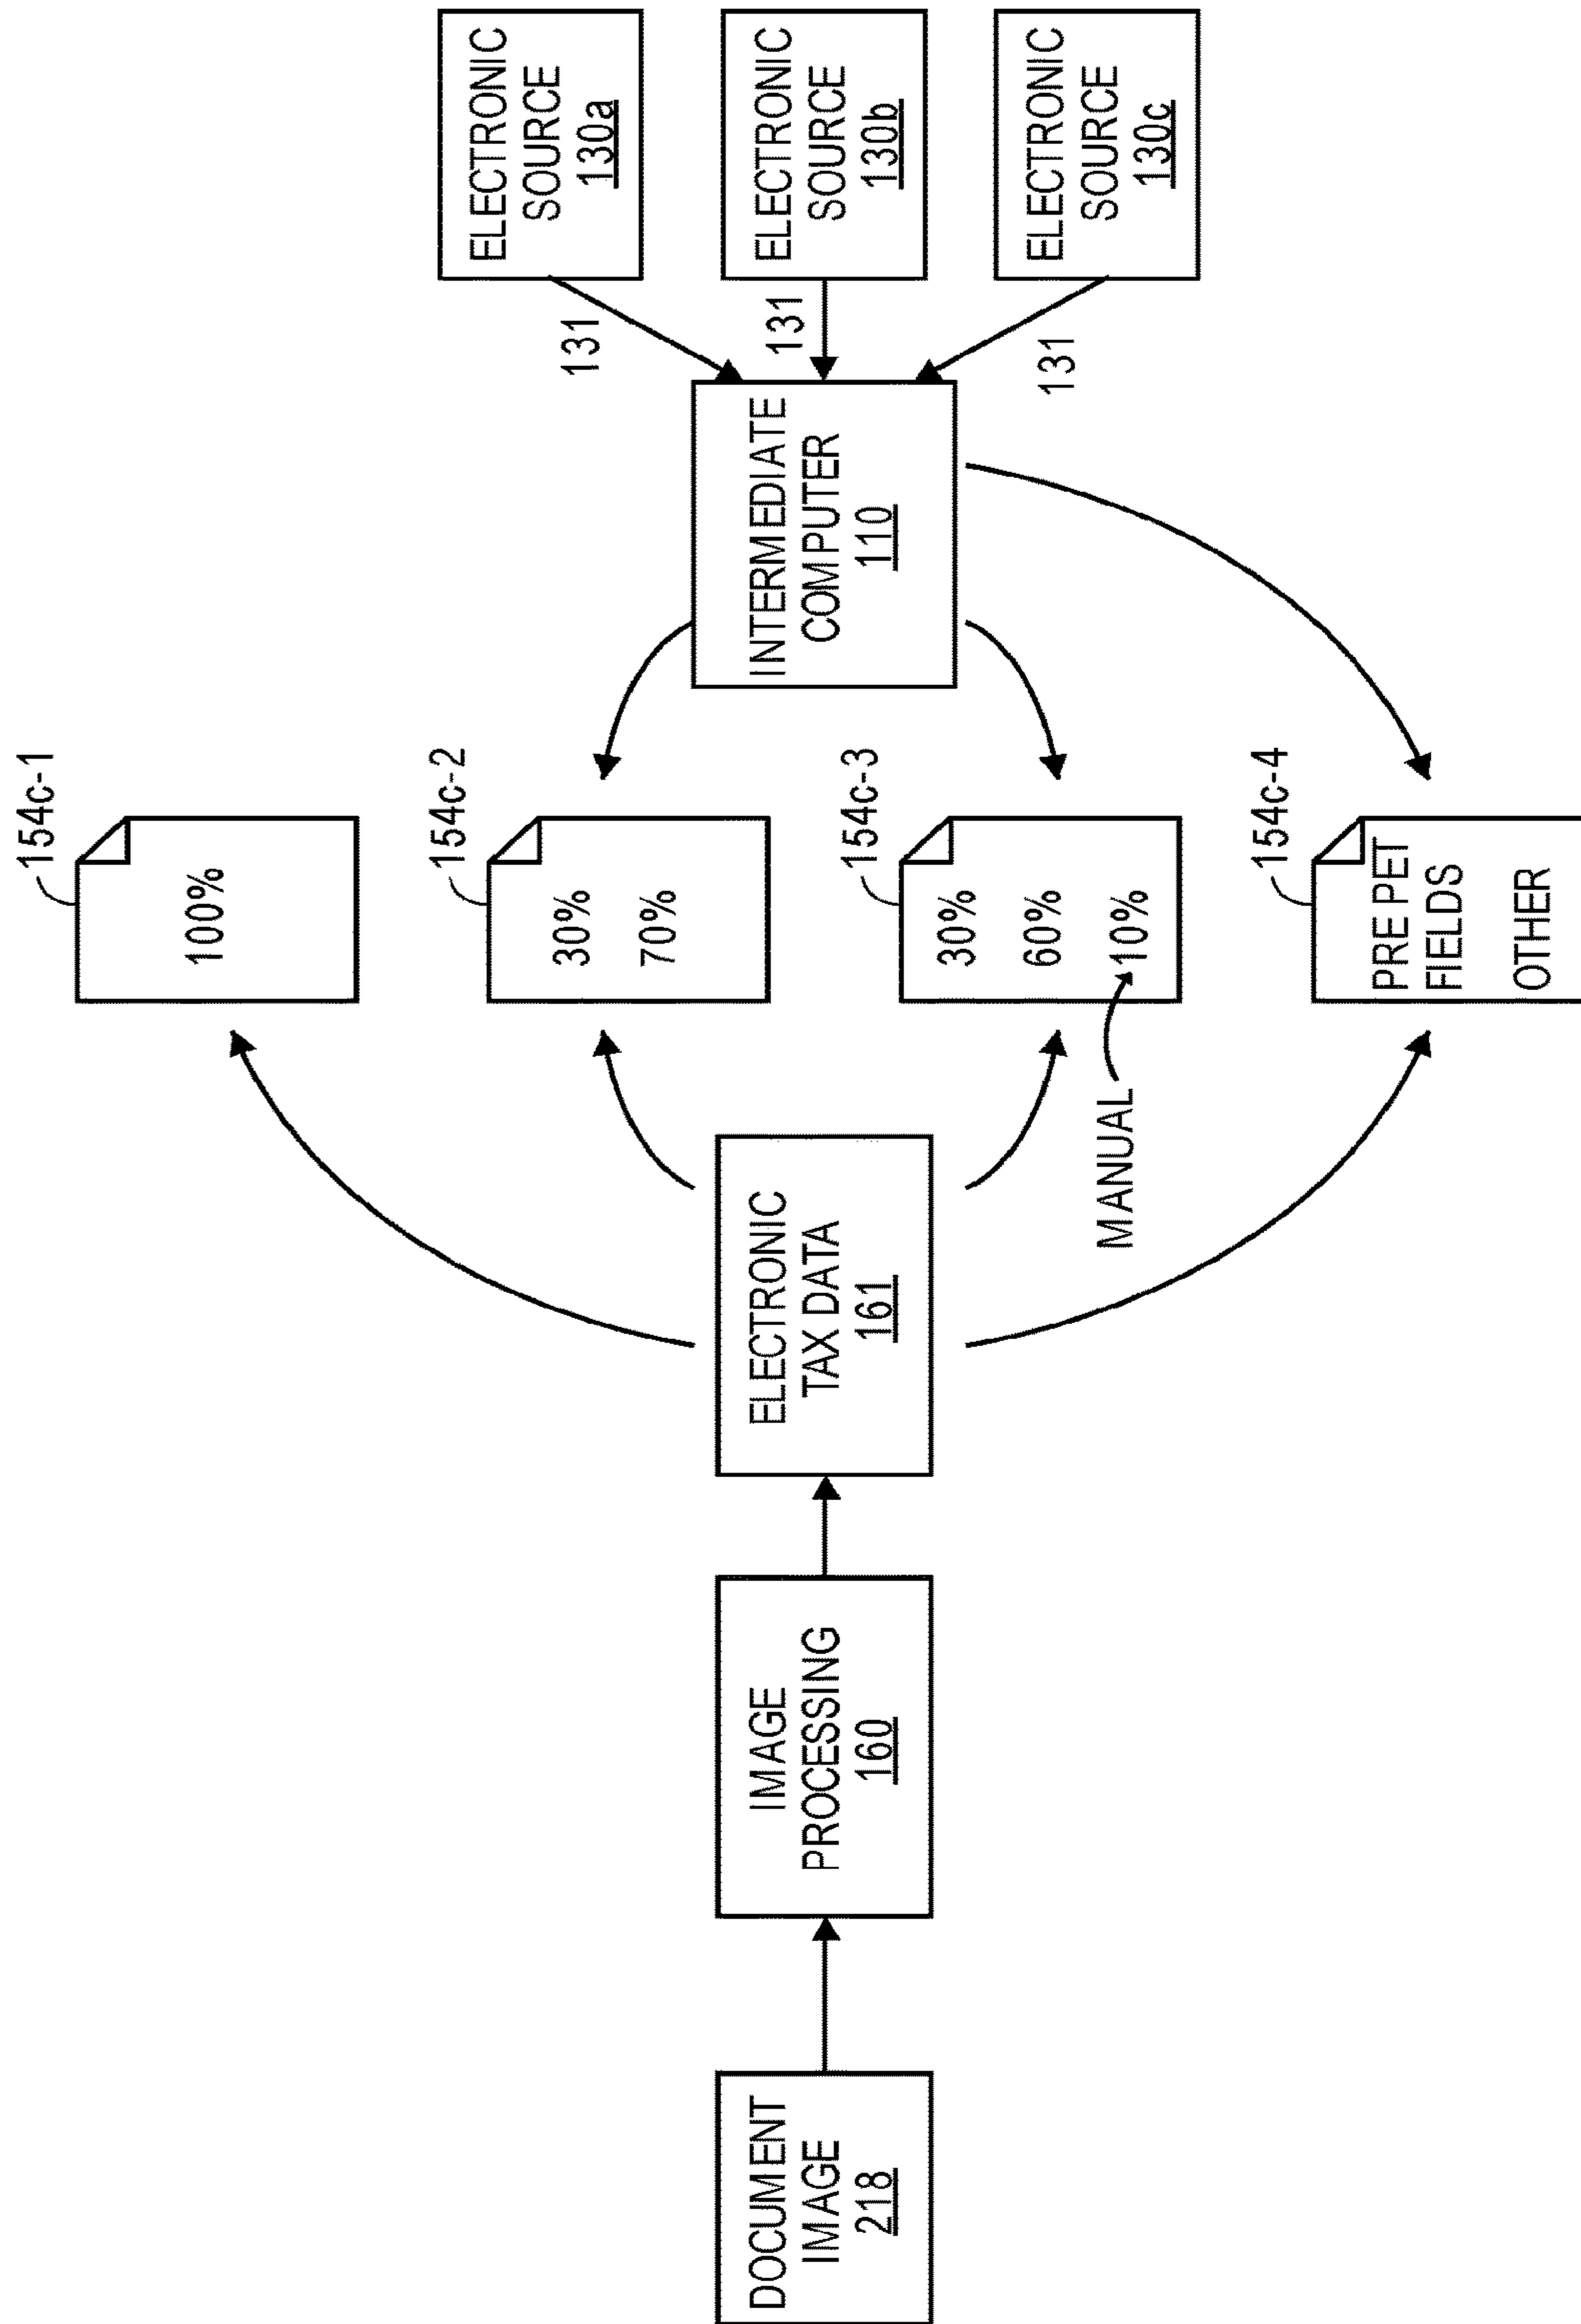 DOCUMENT
IMAGE
218
IMAGE
PROCESSING
160
ELECTRONIC
TAX DATA
161
154c-1
100%
154c-2
30%
70%
154c-3
30%
60%
10%
MANUAL
154c-4
PRE PET
FIELDS
OTHER
INTERMEDIATE
COMPUTER
110
131
131
131
ELECTRONIC
SOURCE
130a
ELECTRONIC
SOURCE
130b
ELECTRONIC
SOURCE
130c